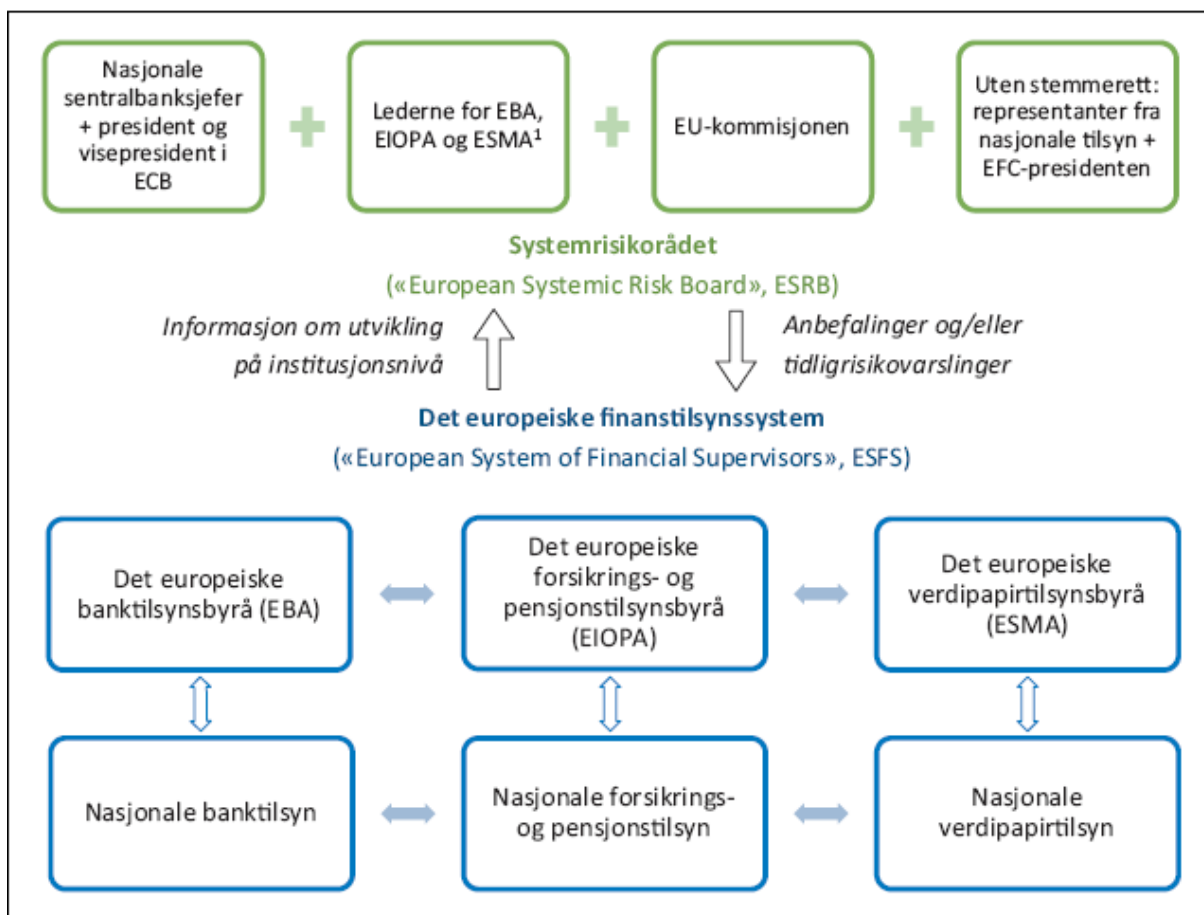 Nasjonale
sentralbanksjefer
+ president og
visepresident i
ECB
Lederne for EBA,
EIOPA og ESMA¹
EU-kommisjonen
Uten stemmerett:
representanter fra
nasjonale tilsyn +
EFC-presidenten
Systemrisikorådet
(«European Systemic Risk Board», ESRB)
Informasjon om utvikling
på institusjonsnivå
Anbefalinger og/eller
tidligrisikovarslinger
Det europeiske finanstilsynssystem
(«European System of Financial Supervisors», ESFS)
Det europeiske
banktilsynsbyrå (EBA)
Det europeiske
forsikrings- og
pensjonstilsynsbyrå
(EIOPA)
Det europeiske
verdipapirtilsynsbyrå
(ESMA)
Nasjonale banktilsyn
Nasjonale forsikrings-
og pensjonstilsyn
Nasjonale
verdipapirtilsyn